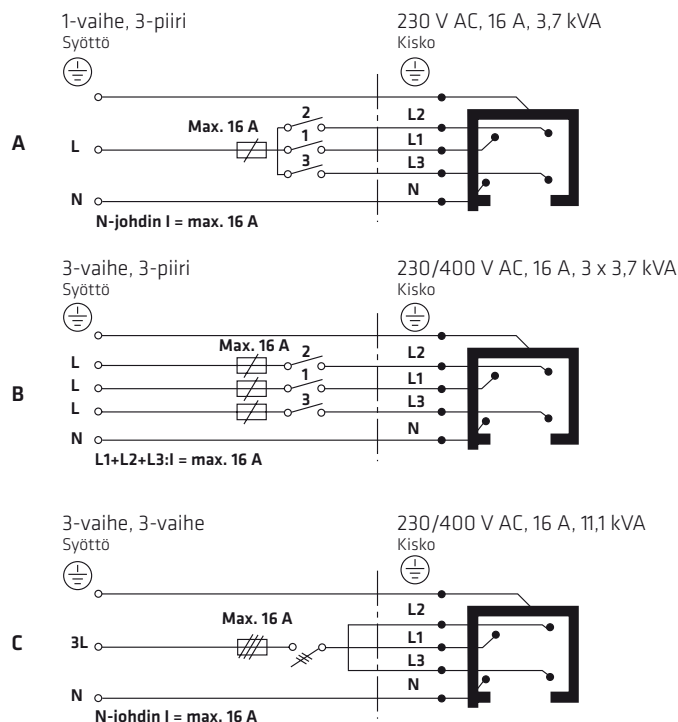 1-vaihe, 3-piiri
Syöttö
230 V AC, 16 A, 3,7 kVA
Kisko
A
L
Max. 16 A
2
1
3
L2
L1
L3
N
N
N-johdin I = max. 16 A
3-vaihe, 3-piiri
Syöttö
230/400 V AC, 16 A, 3 x 3,7 kVA
Kisko
B
L
L
L
Max. 16 A
2
1
3
L2
L1
L3
N
N
L1+L2+L3:I = max. 16 A
3-vaihe, 3-vaihe
Syöttö
230/400 V AC, 16 A, 11,1 kVA
Kisko
C
3L
Max. 16 A
L2
L1
L3
N
N
N-johdin I = max. 16 A